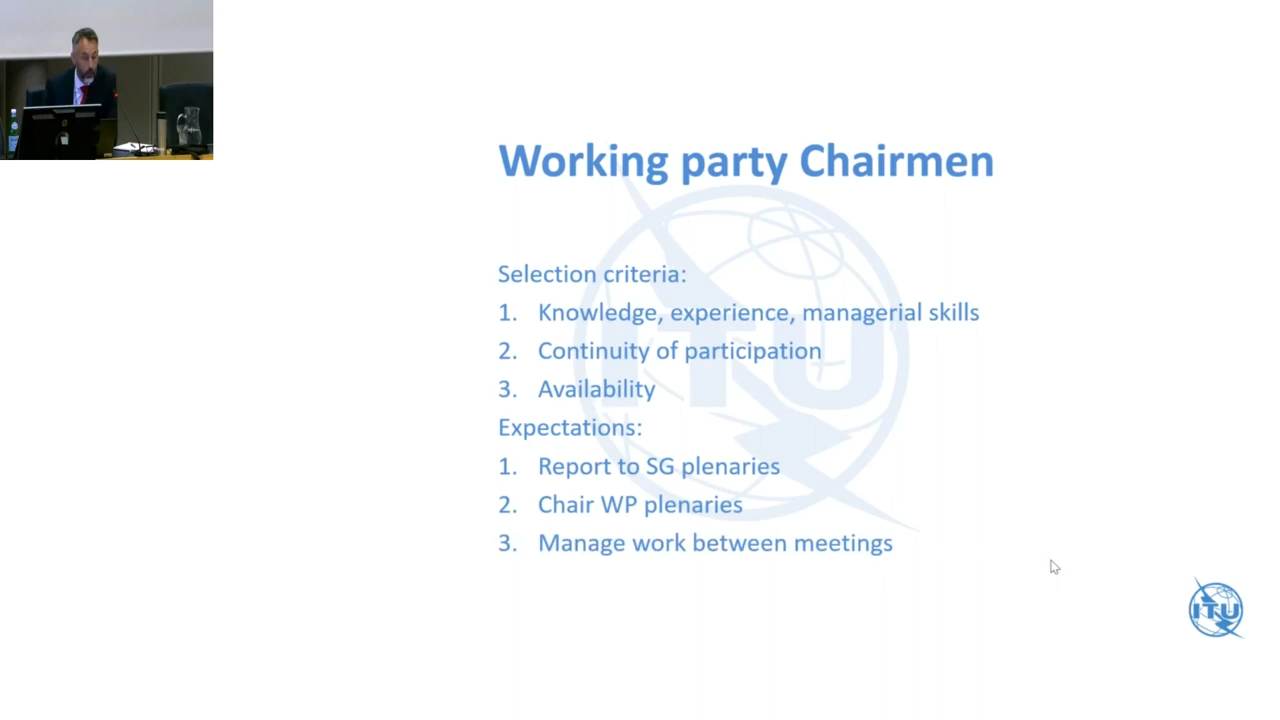 Working party Chairmen
Selection criteria:
1. Knowledge, experience, managerial skills
2. Continuity of participation
3. Availability
Expectations:
1. Report to SG plenaries
2. Chair WP plenaries
3. Manage work between meetings
ITU
ITU